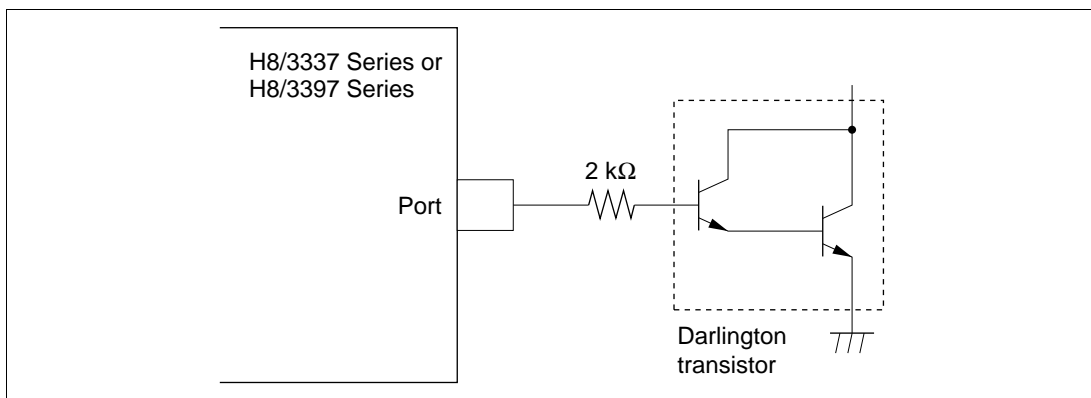 H8/3337 Series or
H8/3397 Series
2 kΩ
Port
Darlington
transistor